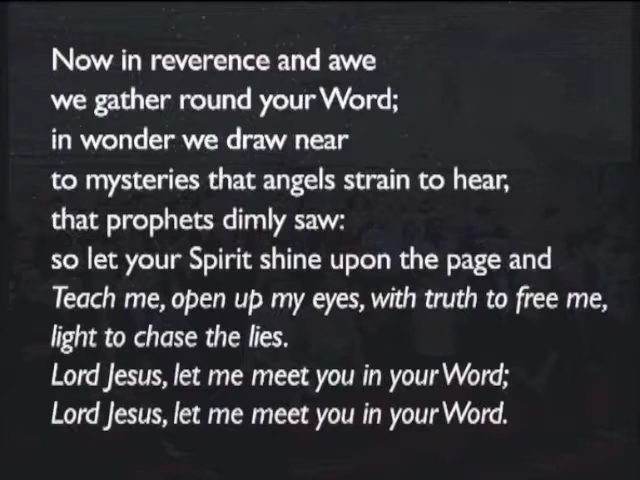 Now in reverence and awe
we gather round your Word;
in wonder we draw near
to mysteries that angels strain to hear,
that prophets dimly saw:
so let your Spirit shine upon the page and
Teach me, open up my eyes, with truth to free me,
light to chase the lies.
Lord Jesus, let me meet you in your Word;
Lord Jesus, let me meet you in your Word.